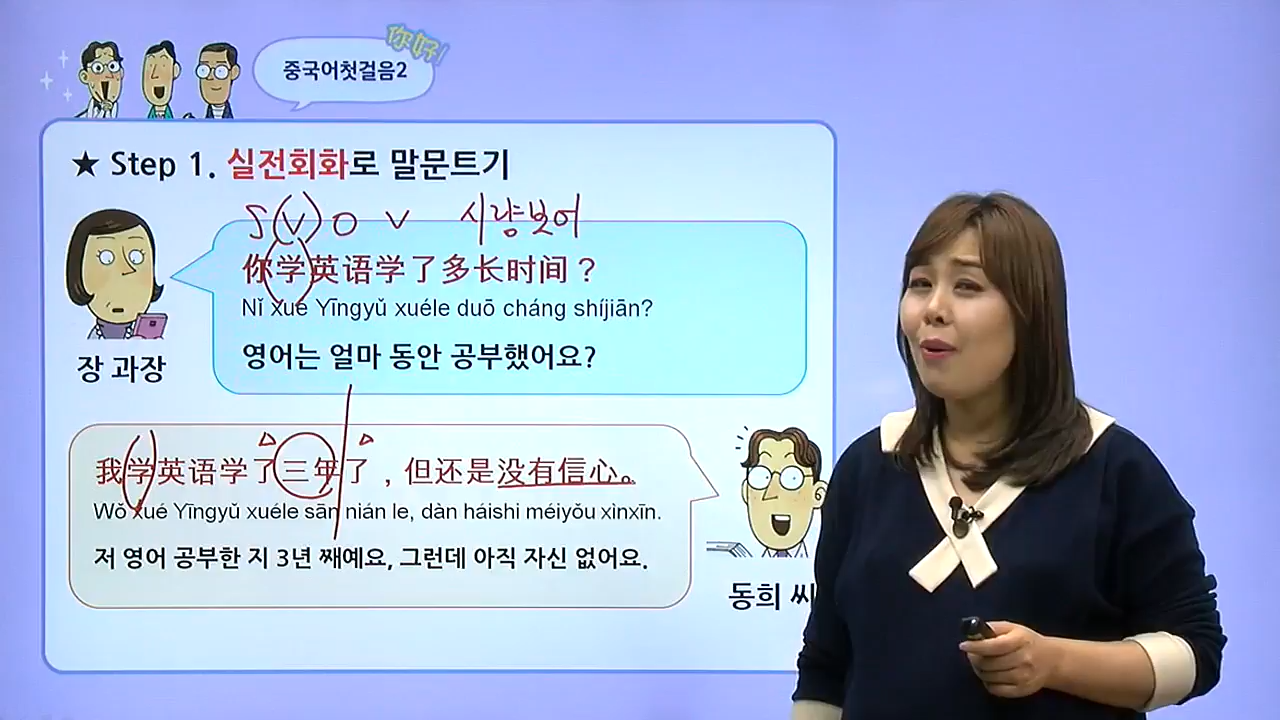 你好!
중국어첫걸음2
★ Step 1. 실전회화로 말문트기
S (V) O V 시량보어
你学英语学了多长时间？
Nǐ xué Yīngyǔ xuéle duō cháng shíjiān?
영어는 얼마 동안 공부했어요?
장 과장
我学英语学了三年了，但还是没有信心。
Wǒ xué Yīngyǔ xuéle sān nián le, dàn háishi méiyǒu xìnxīn.
저 영어 공부한 지 3년 째예요, 그런데 아직 자신 없어요.
동희 씨